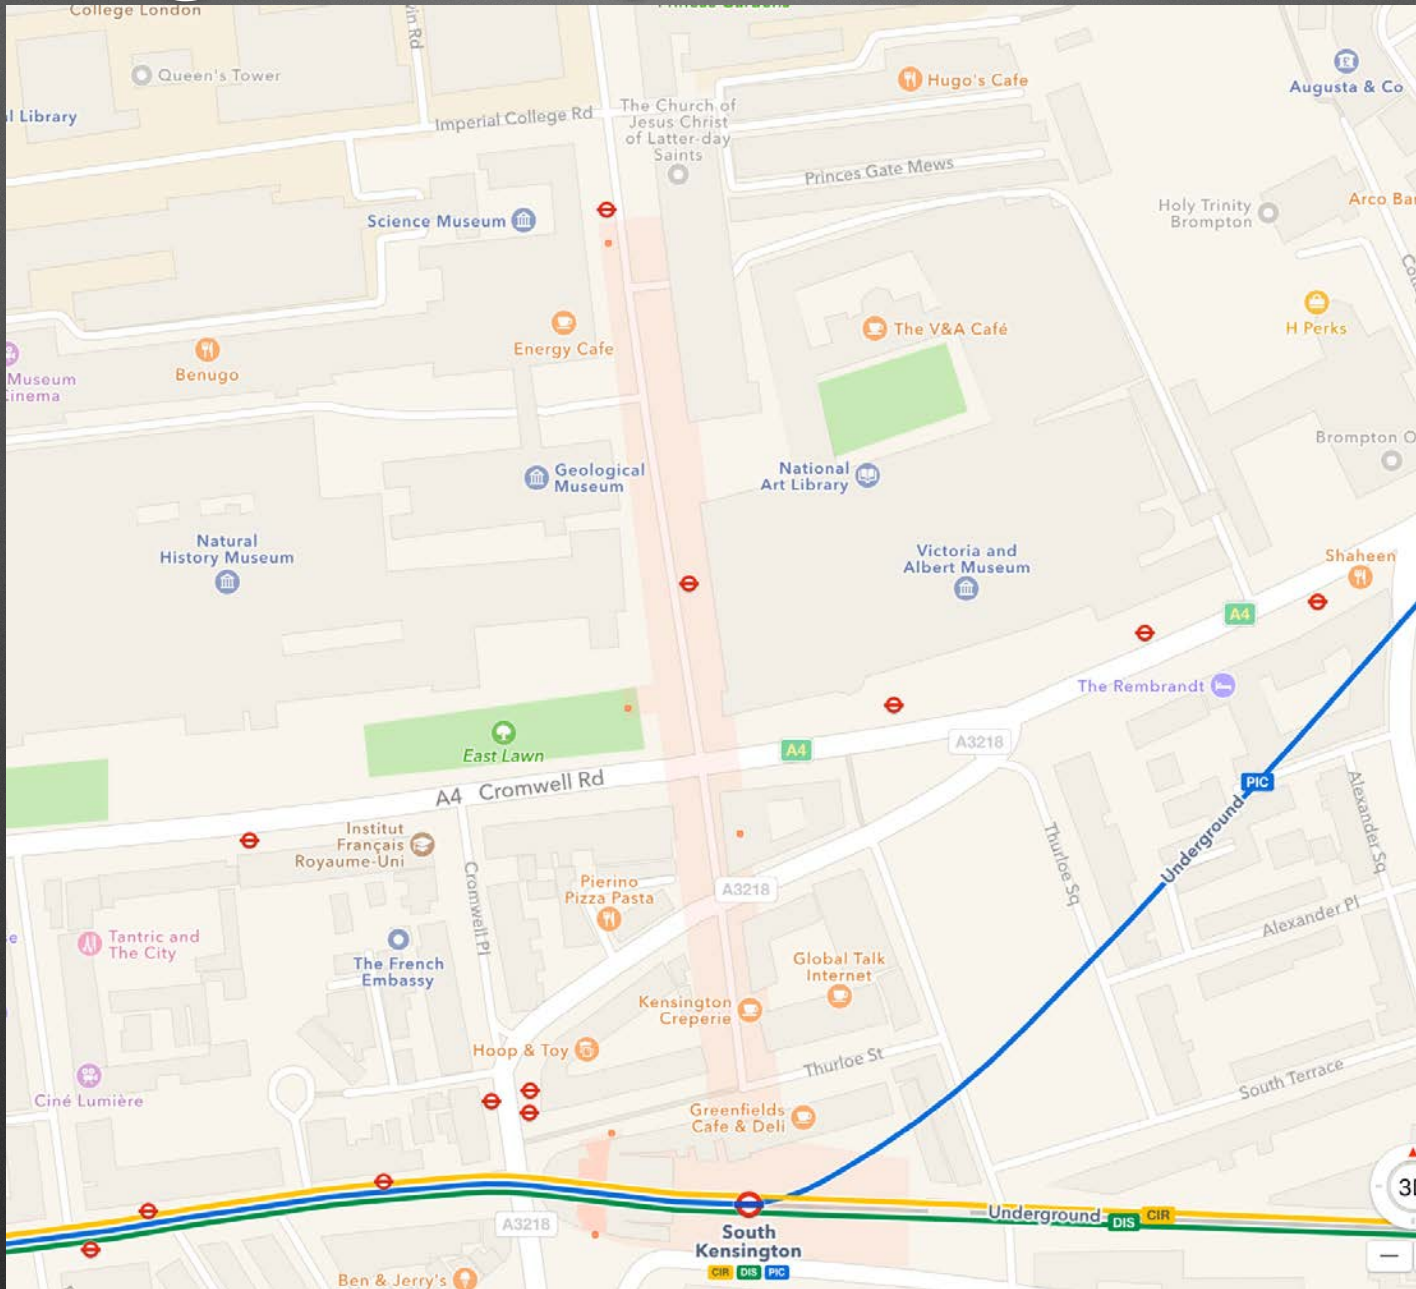 College London
Princes Gardens
Queen's Tower
Hugo's Cafe
Augusta & Co
Library
Imperial College Rd
The Church of
Jesus Christ
of Latter-day
Saints
Princes Gate Mews
Science Museum
Holy Trinity
Brompton
Arco Bar
H Perks
The V&A Café
Energy Cafe
Benugo
Museum
Geological
Museum
National
Art Library
Brompton O
Natural
History Museum
Victoria and
Albert Museum
Shaheen
A4
The Rembrandt
East Lawn
A4
A3218
A4 Cromwell Rd
PIC
Underground
Institut
Français
Royaume-Uni
Thurloe Sq
Alexander Sq
Cromwell Pl
Pierino
Pizza Pasta
A3218
Alexander Pl
Tantric and
The City
The French
Embassy
Global Talk
Internet
Kensington
Creperie
Hoop & Toy
Thurloe St
South Terrace
Ciné Lumière
Greenfields
Cafe & Deli
A3218
South
Kensington
CIR DIS PIC
Underground DIS CIR
Ben & Jerry's